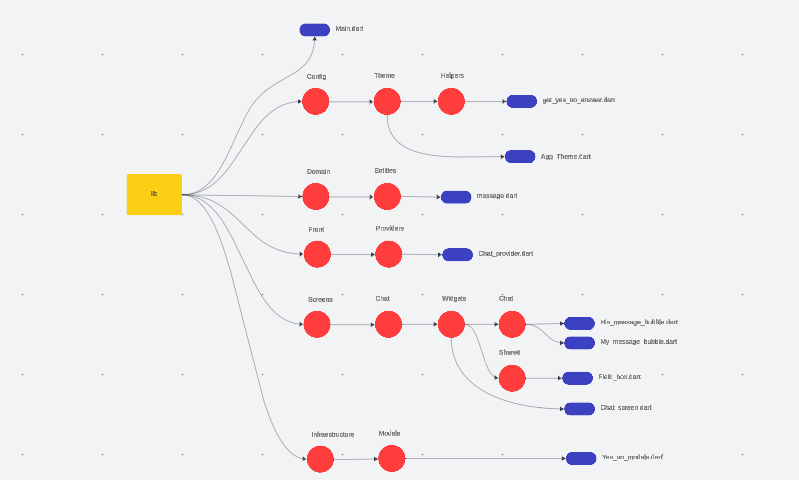 Main.dart
Config
Theme
Helpers
get_yes_no_answer.dart
App_Theme.dart
lib
Domain
Entities
message.dart
Front
Providers
Chat_provider.dart
Screens
Chat
Widgets
Chat
His_message_bubble.dart
My_message_bubble.dart
Shared
Field_box.dart
Chat_screen.dart
Infraestructure
Models
Yes_no_models.dart